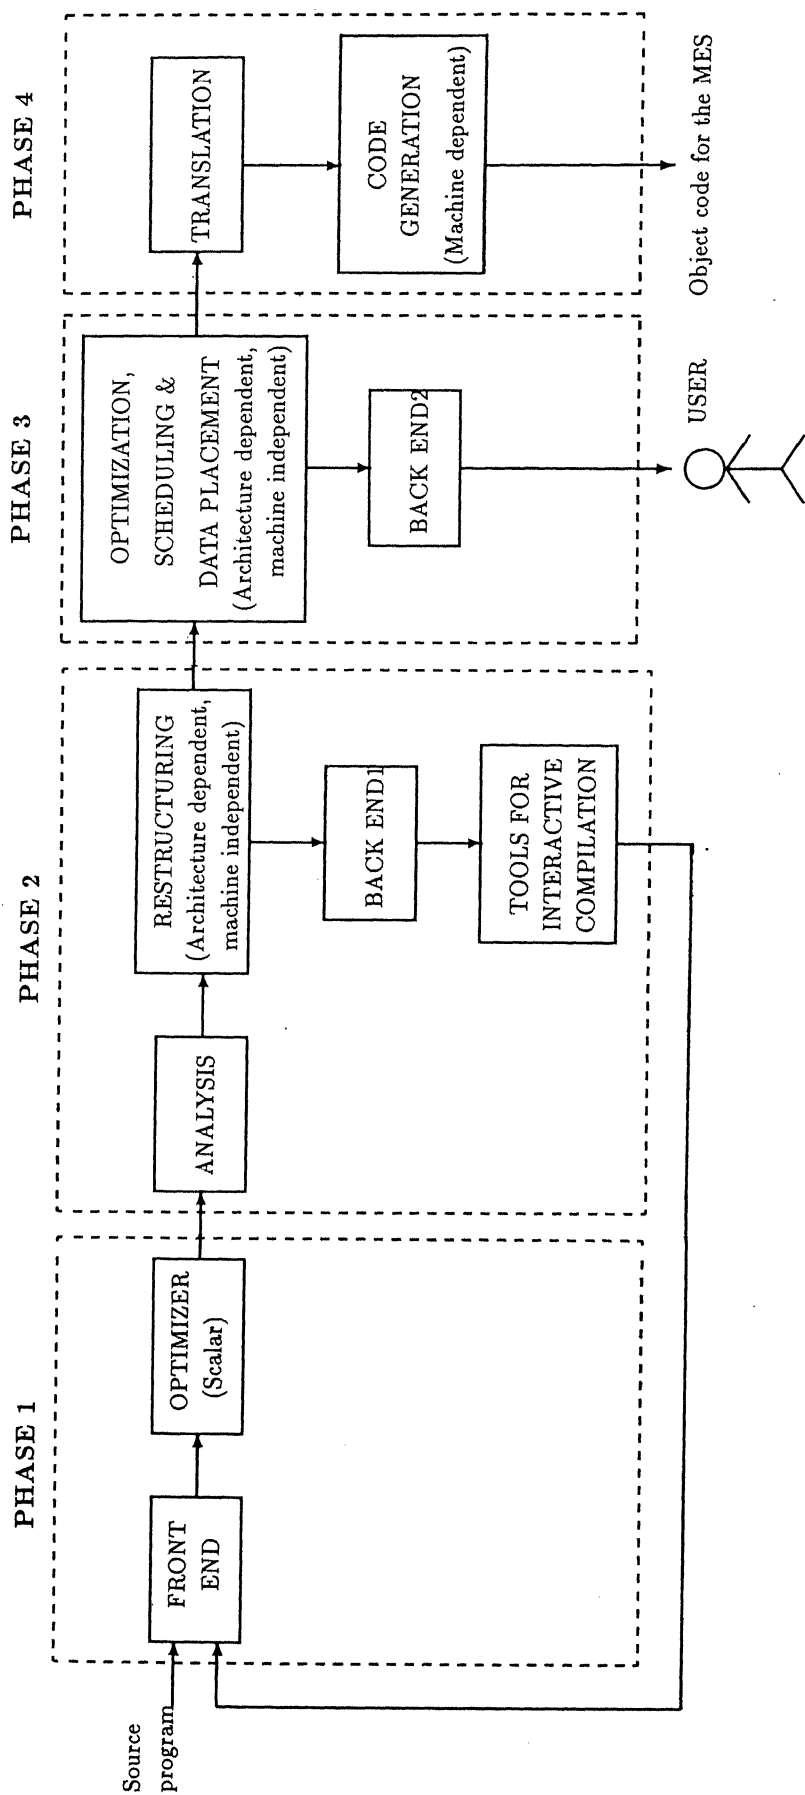 PHASE 1
Source
program
FRONT
END
OPTIMIZER
(Scalar)
PHASE 2
ANALYSIS
RESTRUCTURING
(Architecture dependent,
machine independent)
BACK END1
TOOLS FOR
INTERACTIVE
COMPILATION
PHASE 3
OPTIMIZATION,
SCHEDULING &
DATA PLACEMENT
(Architecture dependent,
machine independent)
BACK END2
USER
PHASE 4
TRANSLATION
CODE
GENERATION
(Machine dependent)
Object code for the MES